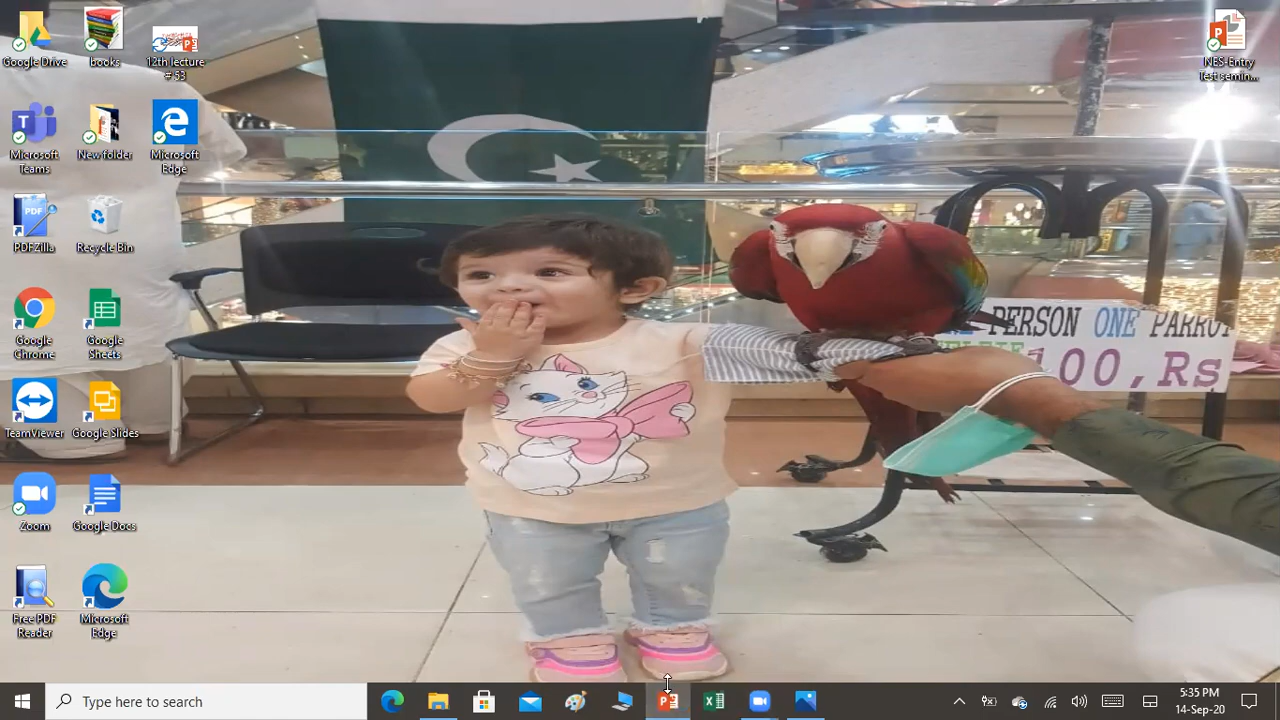 Google Drive
books
12th lecture
# 53
NES-Entry
Test semin...
Microsoft
Teams
New folder
Microsoft
Edge
PDFZilla
Recycle Bin
Google
Chrome
Google
Sheets
PERSON ONE PARROT
100,Rs
TeamViewer
Google Slides
Zoom
Google Docs
Free PDF
Reader
Microsoft
Edge
Type here to search
5:35 PM
14-Sep-20